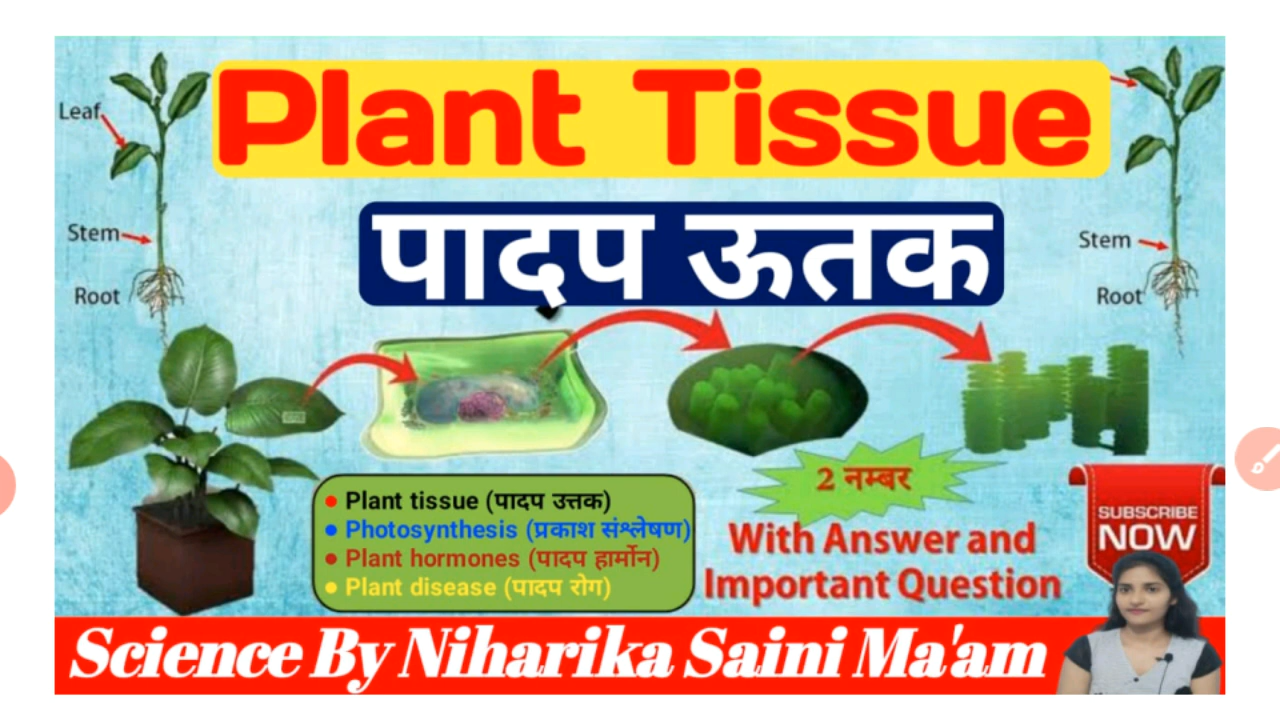 Plant Tissue
पादप ऊतक
Leaf
Stem
Root
Stem
Root
• Plant tissue (पादप उत्तक)
• Photosynthesis (प्रकाश संश्लेषण)
• Plant hormones (पादप हार्मोन)
• Plant disease (पादप रोग)
2 नम्बर
With Answer and
Important Question
SUBSCRIBE
NOW
Science By Niharika Saini Ma'am